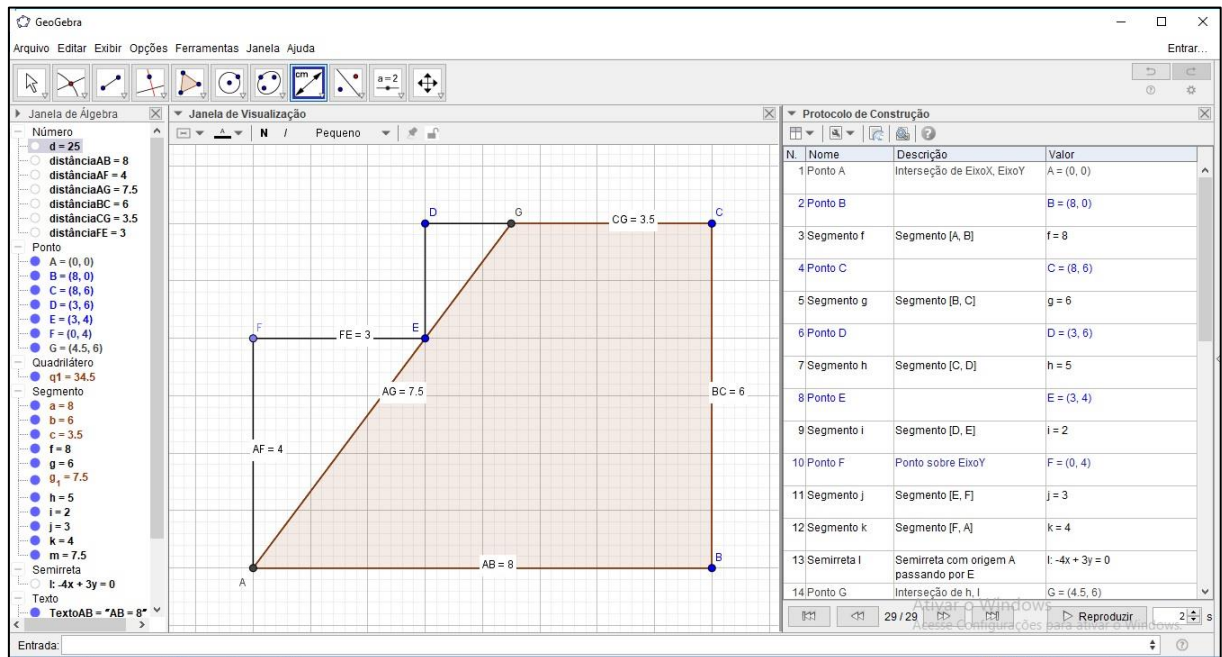 GeoGebra
Arquivo Editar Exibir Opções Ferramentas Janela Ajuda
Entrar...
cm
a=2
Janela de Álgebra
Número
d = 25
distânciaAB = 8
distânciaAF = 4
distânciaAG = 7.5
distânciaBC = 6
distânciaCG = 3.5
distânciaFE = 3
Ponto
A = (0, 0)
B = (8, 0)
C = (8, 6)
D = (3, 6)
E = (3, 4)
F = (0, 4)
G = (4.5, 6)
Quadrilátero
q1 = 34.5
Segmento
a = 8
b = 6
c = 3.5
f = 8
g = 6
g₁ = 7.5
h = 5
i = 2
j = 3
k = 4
m = 7.5
Semirreta
l: -4x + 3y = 0
Texto
TextoAB = "AB = 8"
Janela de Visualização
A N I Pequeno
D G CG = 3.5 C
F FE = 3 E
AG = 7.5 BC = 6
AF = 4
AB = 8 B
A
Protocolo de Construção
N. Nome Descrição Valor
1 Ponto A Interseção de EixoX, EixoY A = (0, 0)
2 Ponto B B = (8, 0)
3 Segmento f Segmento [A, B] f = 8
4 Ponto C C = (8, 6)
5 Segmento g Segmento [B, C] g = 6
6 Ponto D D = (3, 6)
7 Segmento h Segmento [C, D] h = 5
8 Ponto E E = (3, 4)
9 Segmento i Segmento [D, E] i = 2
10 Ponto F Ponto sobre EixoY F = (0, 4)
11 Segmento j Segmento [E, F] j = 3
12 Segmento k Segmento [F, A] k = 4
13 Semirreta l Semirreta com origem A l: -4x + 3y = 0
passando por E
14 Ponto G Interseção de h, l G = (4.5, 6)
Ativar o Windows
29 / 29 Reproduzir 2 s
Acesse Configurações para ativar o Windows.
Entrada: